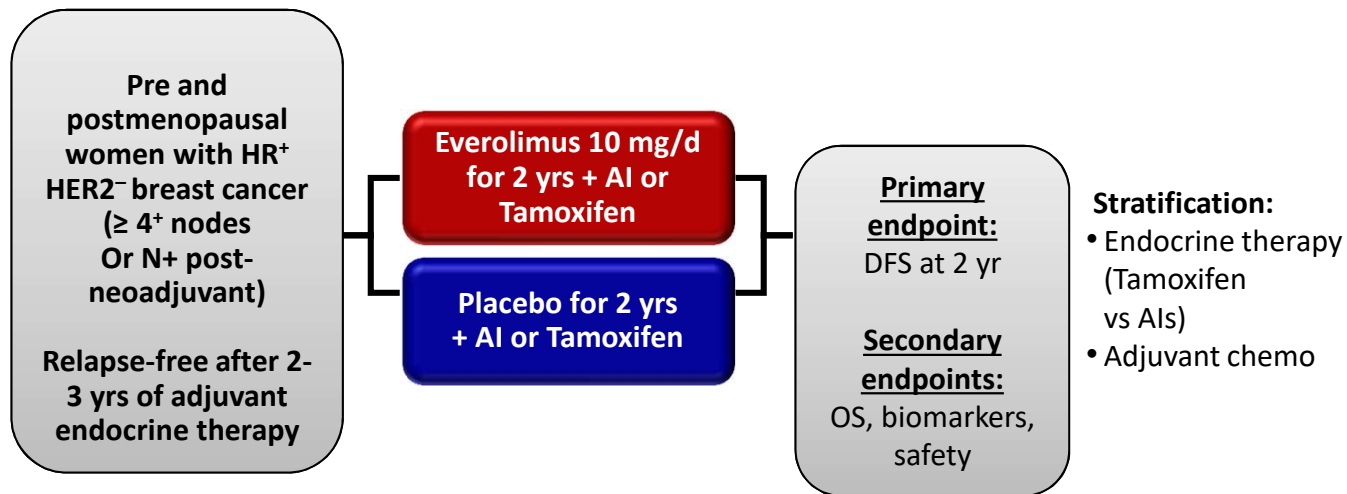 Pre and
postmenopausal
women with HR⁺
HER2⁻ breast cancer
(≥ 4⁺ nodes
Or N+ post-
neoadjuvant)
Relapse-free after 2-
3 yrs of adjuvant
endocrine therapy
Everolimus 10 mg/d
for 2 yrs + AI or
Tamoxifen
Placebo for 2 yrs
+ AI or Tamoxifen
Primary
endpoint:
DFS at 2 yr
Secondary
endpoints:
OS, biomarkers,
safety
Stratification:
• Endocrine therapy
(Tamoxifen
vs AIs)
• Adjuvant chemo